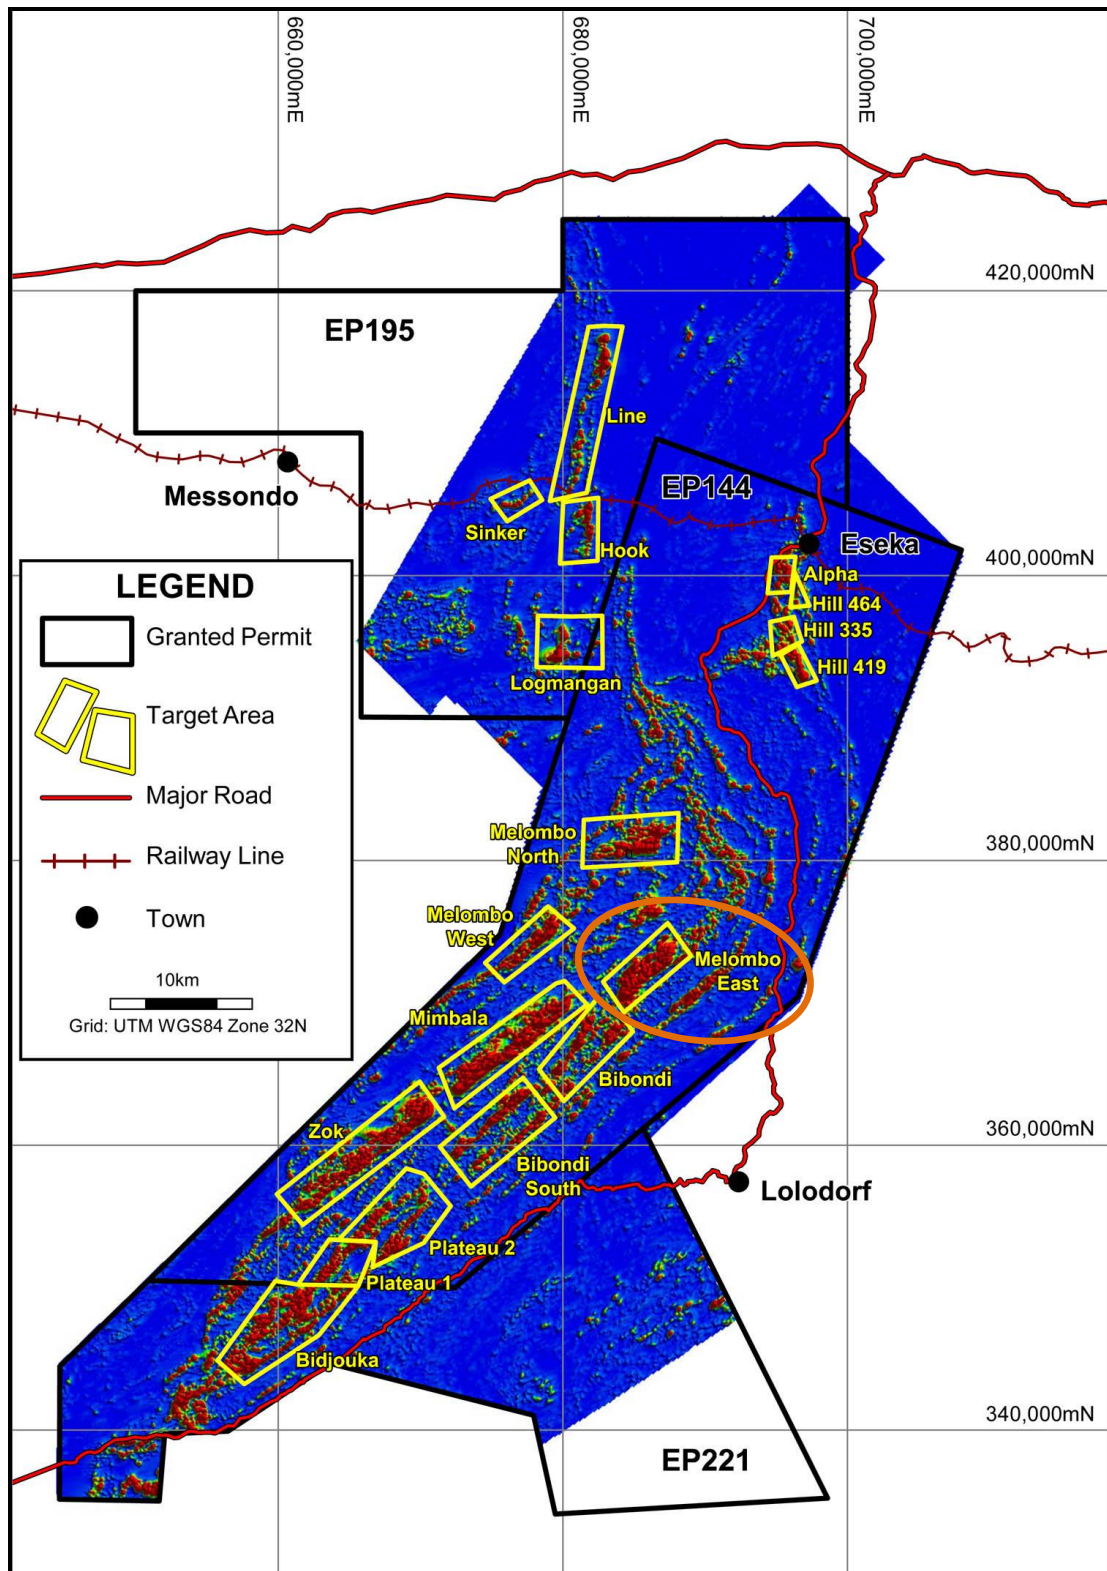 660,000mE
680,000mE
700,000mE
420,000mN
EP195
Line
EP144
Messondo
Sinker
Hook
Eseka
400,000mN
Alpha
Hill 464
Hill 335
Hill 419
Logmangan
LEGEND
Granted Permit
Target Area
Major Road
Railway Line
Town
10km
Grid: UTM WGS84 Zone 32N
Melombo
North
380,000mN
Melombo
West
Melombo
East
Mimbala
Bibondi
Zok
360,000mN
Bibondi
South
Lolodorf
Plateau 2
Plateau 1
Bidjouka
340,000mN
EP221